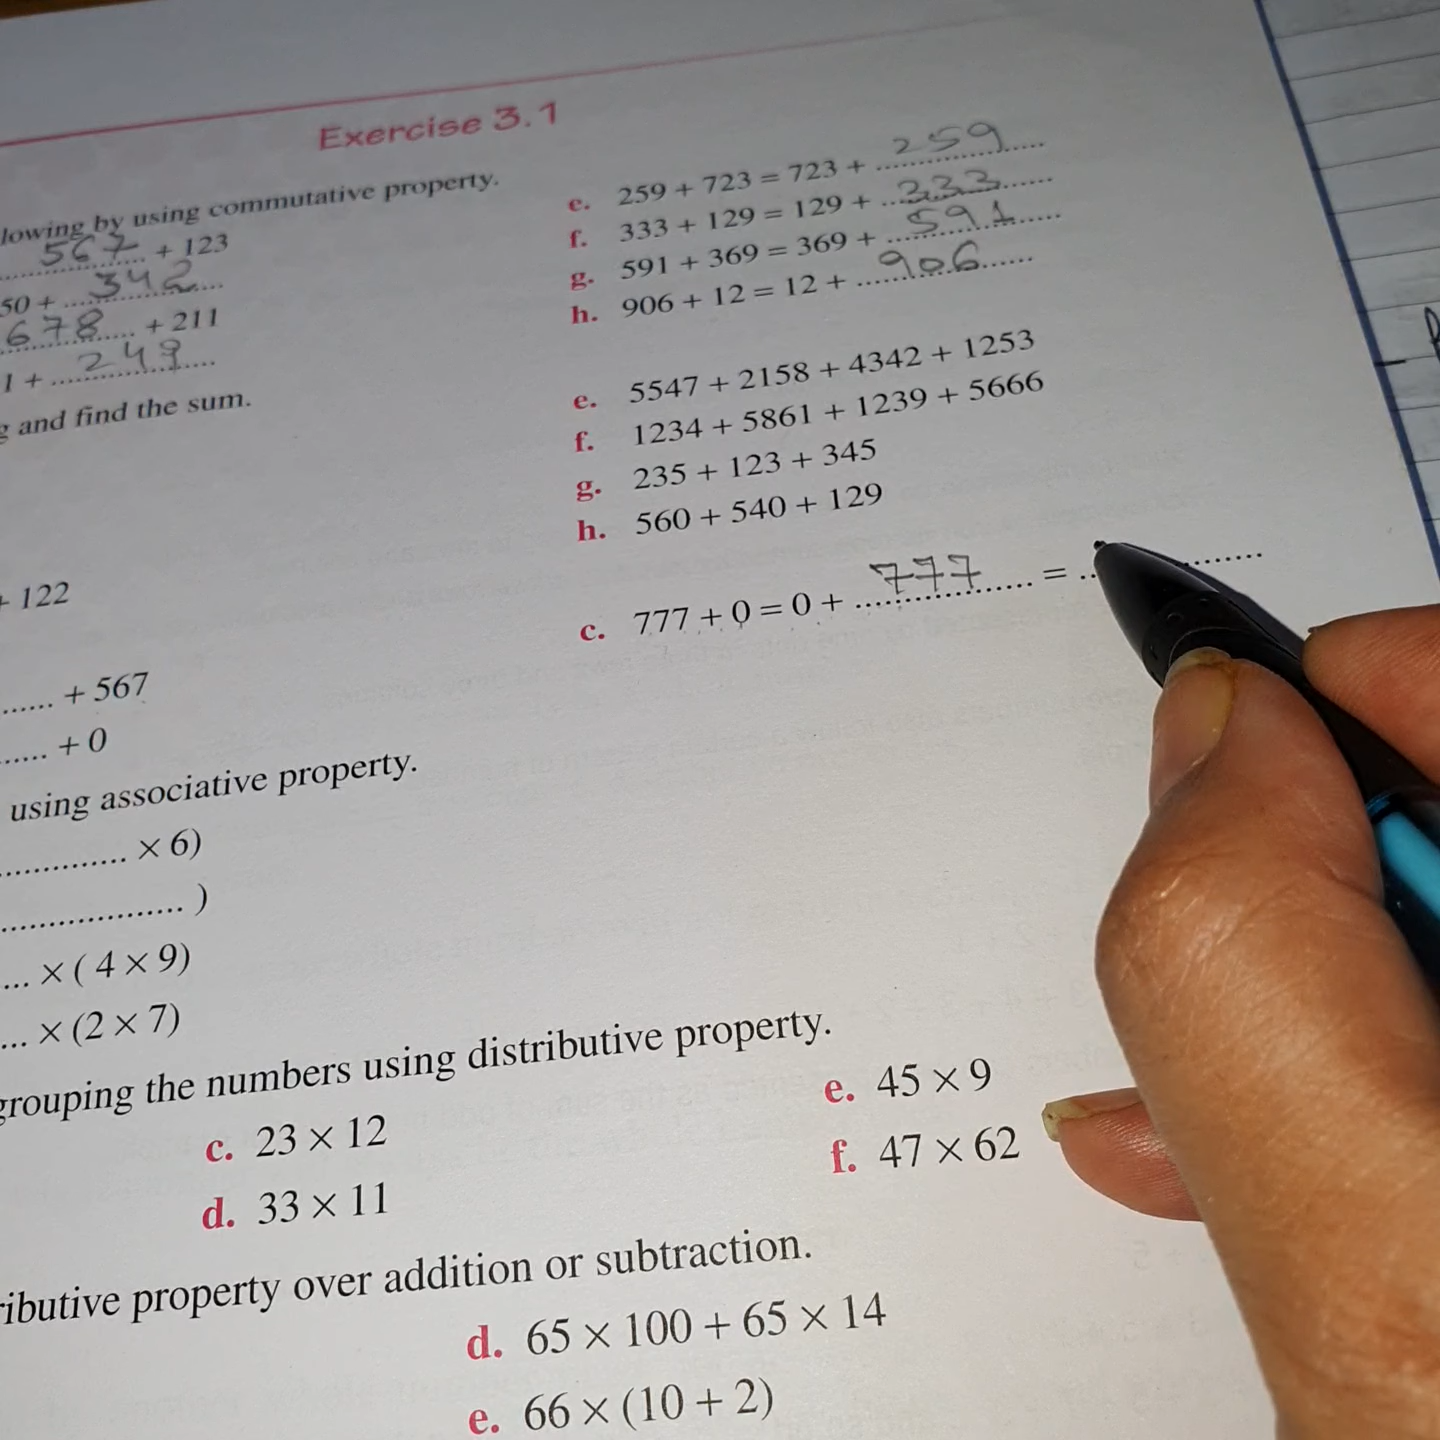 Exercise 3.1
lowing by using commutative property.
567 + 123
50 + 342
678 + 211
1 + 249
e. 259 + 723 = 723 + 259
f. 333 + 129 = 129 + 333
g. 591 + 369 = 369 + 591
h. 906 + 12 = 12 + 906
g and find the sum.
e. 5547 + 2158 + 4342 + 1253
f. 1234 + 5861 + 1239 + 5666
g. 235 + 123 + 345
h. 560 + 540 + 129
+ 122
c. 777 + 0 = 0 + 777 = ..............
...... + 567
...... + 0
using associative property.
.............. × 6)
.................... )
... × ( 4 × 9)
... × (2 × 7)
grouping the numbers using distributive property.
c. 23 × 12
d. 33 × 11
e. 45 × 9
f. 47 × 62
ributive property over addition or subtraction.
d. 65 × 100 + 65 × 14
e. 66 × (10 + 2)